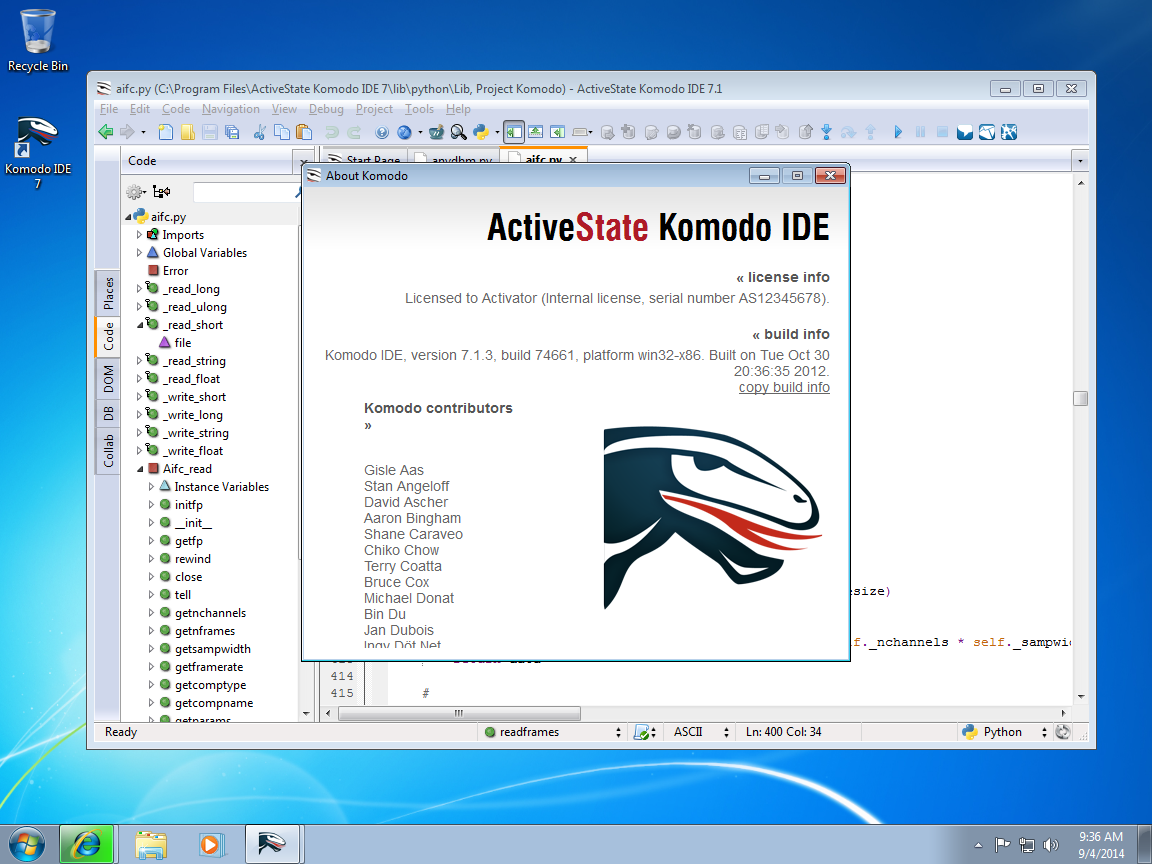 Recycle Bin
Komodo IDE
7
aifc.py (C:\Program Files\ActiveState Komodo IDE 7\lib\python\Lib, Project Komodo) - ActiveState Komodo IDE 7.1
File Edit Code Navigation View Debug Project Tools Help
Code
Start Page
anydbm.py
aifc.py
Places
Code
DOM
DB
Collab
aifc.py
Imports
Global Variables
Error
_read_long
_read_ulong
_read_short
file
_read_string
_read_float
_write_short
_write_long
_write_string
_write_float
Aifc_read
Instance Variables
initfp
__init__
getfp
rewind
close
tell
getnchannels
getnframes
getsampwidth
getframerate
getcomptype
getcompname
getparams
About Komodo
ActiveState Komodo IDE
« license info
Licensed to Activator (Internal license, serial number AS12345678).
« build info
Komodo IDE, version 7.1.3, build 74661, platform win32-x86. Built on Tue Oct 30
20:36:35 2012.
copy build info
Komodo contributors
»
Gisle Aas
Stan Angeloff
David Ascher
Aaron Bingham
Shane Caraveo
Chiko Chow
Terry Coatta
Bruce Cox
Michael Donat
Bin Du
Jan Dubois
Ingy Döt Net
size)
f._nchannels * self._sampwi
414
415 #
Ready
readframes
ASCII
Ln: 400 Col: 34
Python
9:36 AM
9/4/2014